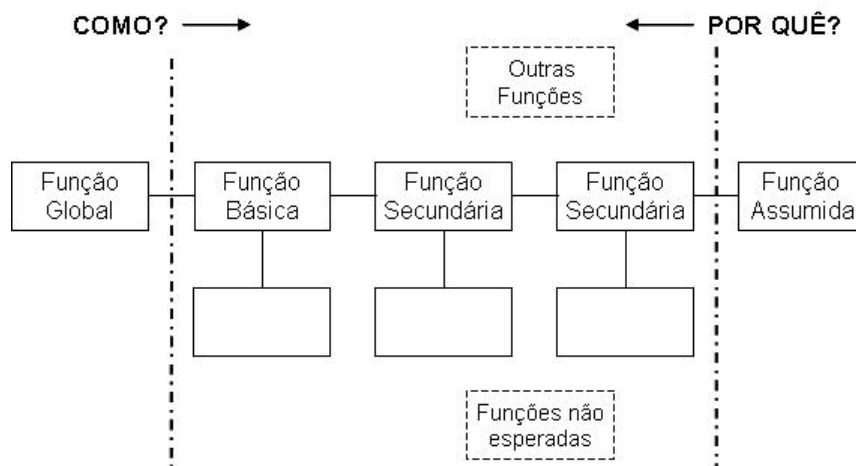 COMO?
POR QUÊ?
Outras
Funções
Função
Global
Função
Básica
Função
Secundária
Função
Secundária
Função
Assumida
Funções não
esperadas